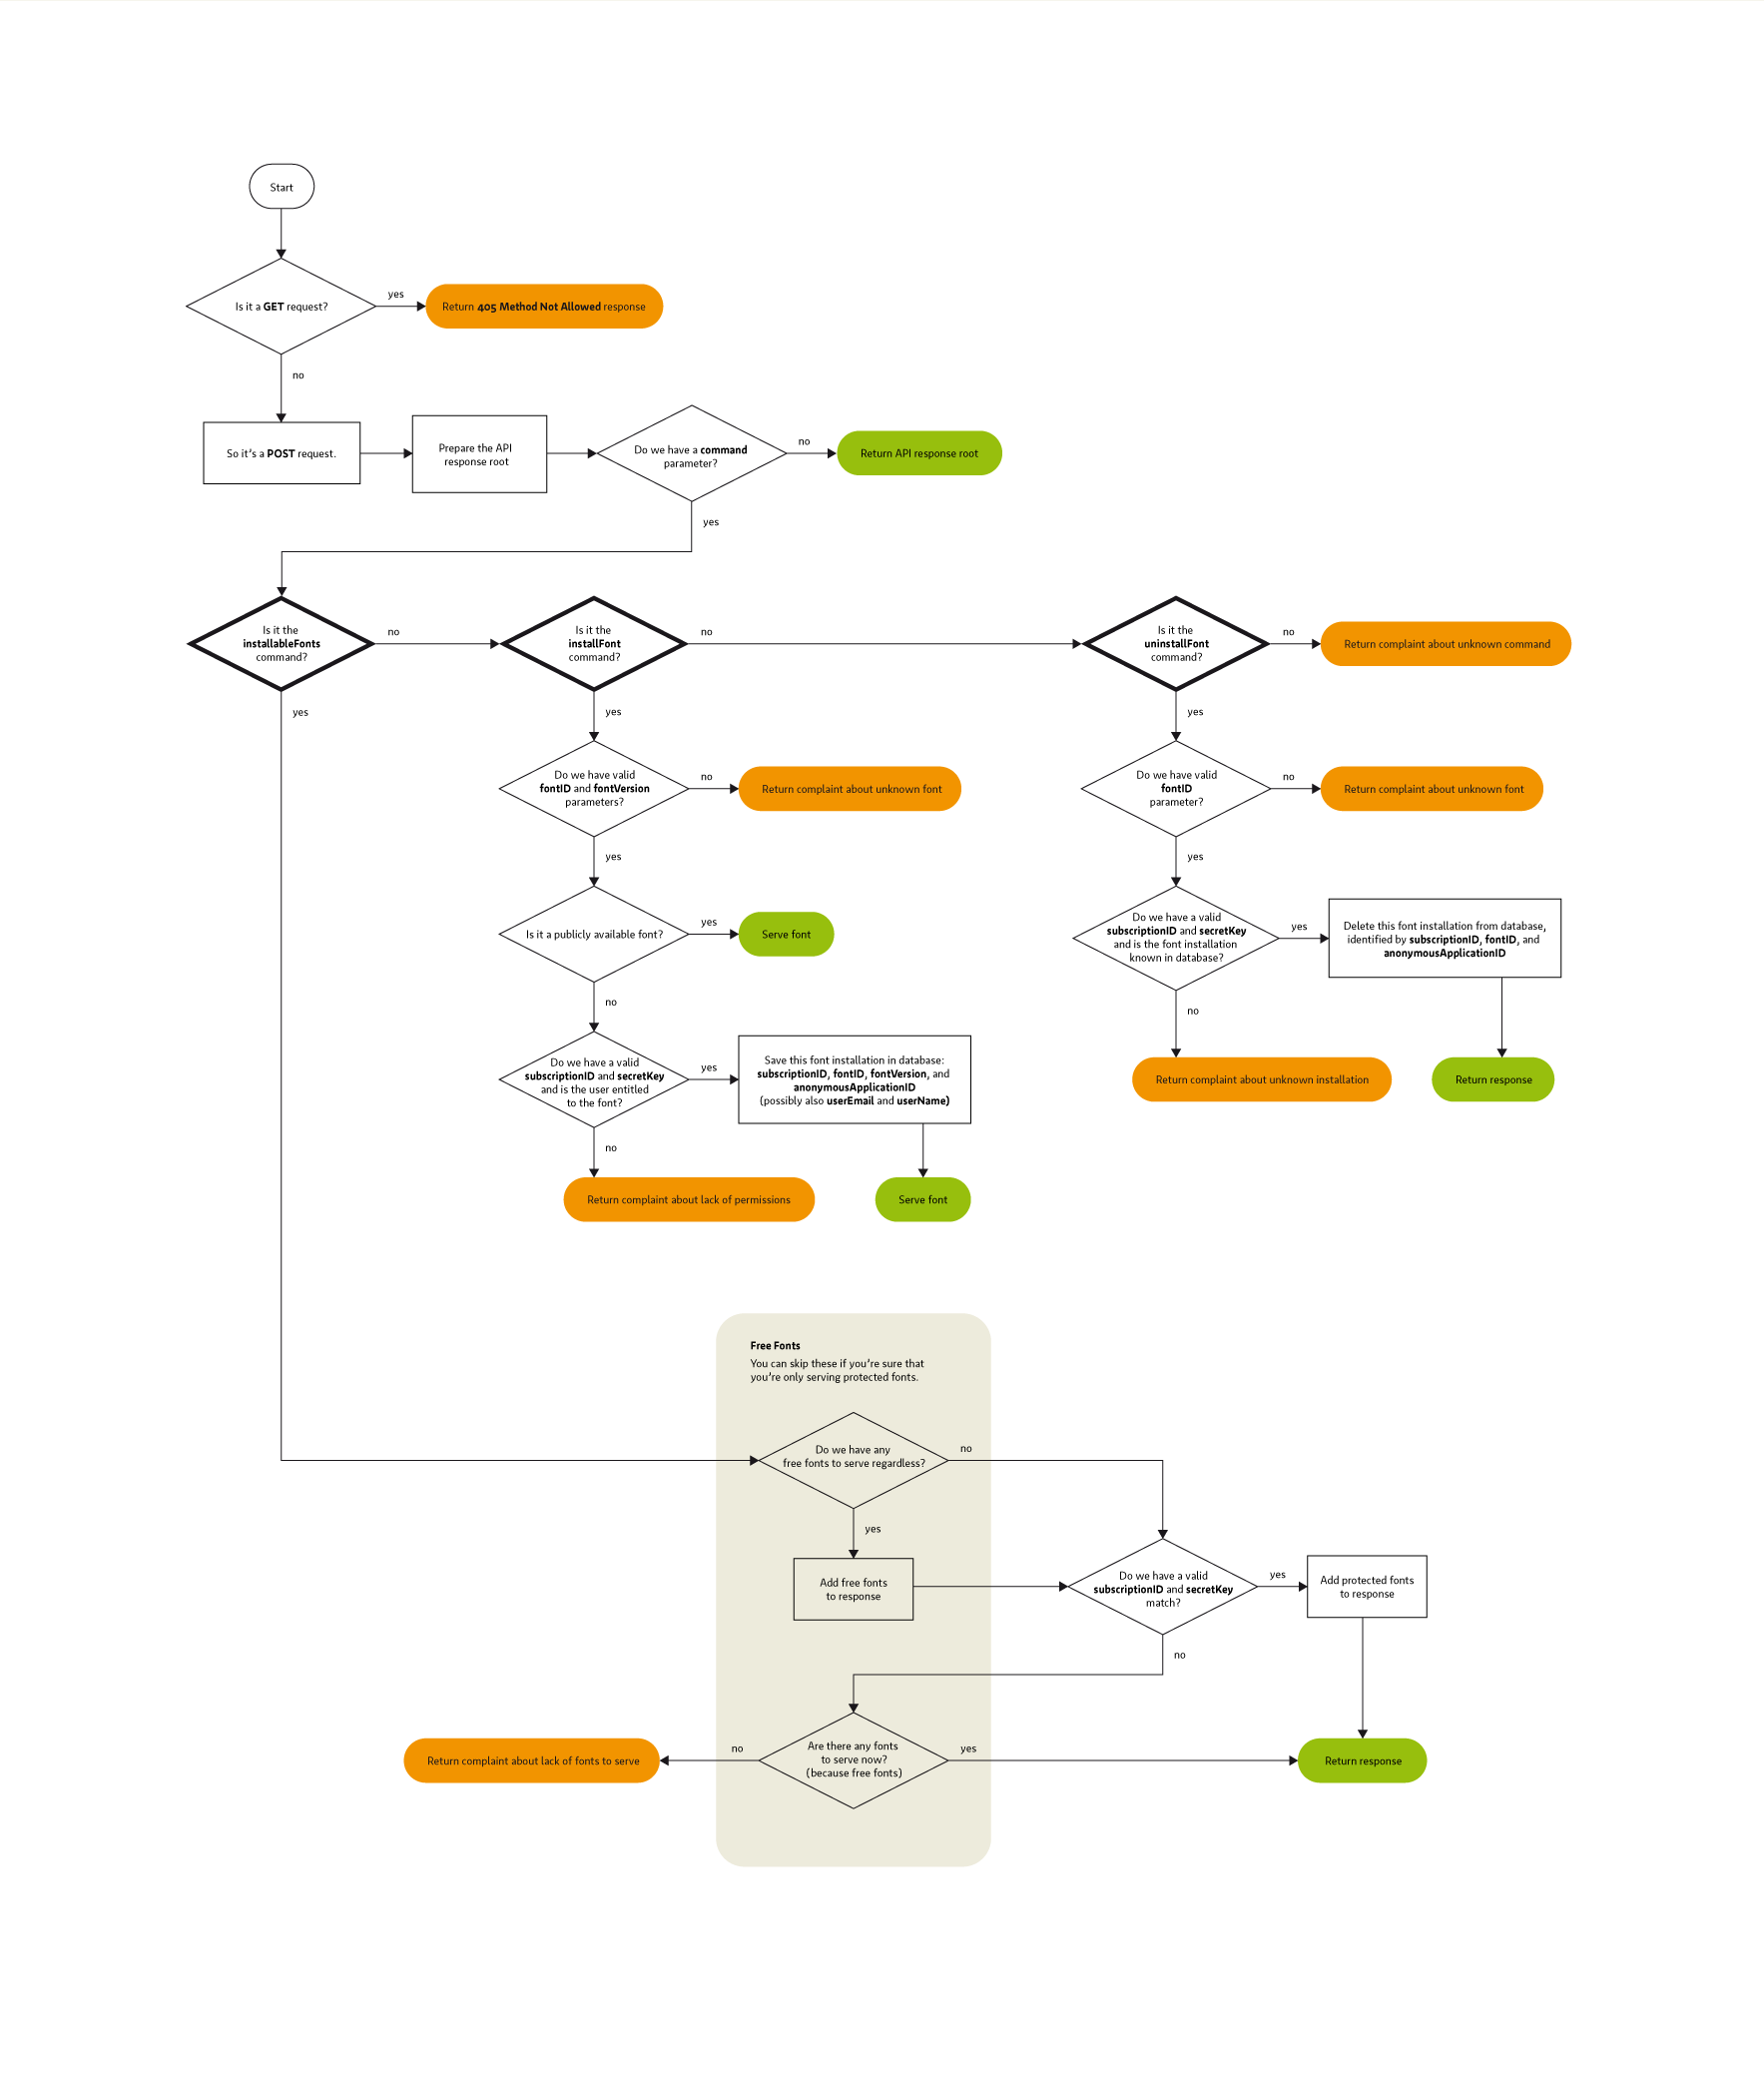 Start
Is it a GET request?
yes
Return 405 Method Not Allowed response
no
So it's a POST request.
Prepare the API
response root
Do we have a command
parameter?
no
Return API response root
yes
Is it the
installableFonts
command?
no
Is it the
installFont
command?
no
Is it the
uninstallFont
command?
no
Return complaint about unknown command
yes
yes
yes
Do we have valid
fontID and fontVersion
parameters?
no
Return complaint about unknown font
Do we have valid
fontID
parameter?
no
Return complaint about unknown font
yes
yes
Is it a publicly available font?
yes
Serve font
Do we have a valid
subscriptionID and secretKey
and is the font installation
known in database?
yes
Delete this font installation from database,
identified by subscriptionID, fontID, and
anonymousApplicationID
no
no
Do we have a valid
subscriptionID and secretKey
and is the user entitled
to the font?
yes
Save this font installation in database:
subscriptionID, fontID, fontVersion, and
anonymousApplicationID
(possibly also userEmail and userName)
Return complaint about unknown installation
Return response
no
Return complaint about lack of permissions
Serve font
Free Fonts
You can skip these if you're sure that
you're only serving protected fonts.
Do we have any
free fonts to serve regardless?
no
yes
Add free fonts
to response
Do we have a valid
subscriptionID and secretKey
match?
yes
Add protected fonts
to response
no
Return complaint about lack of fonts to serve
no
Are there any fonts
to serve now?
(because free fonts)
yes
Return response